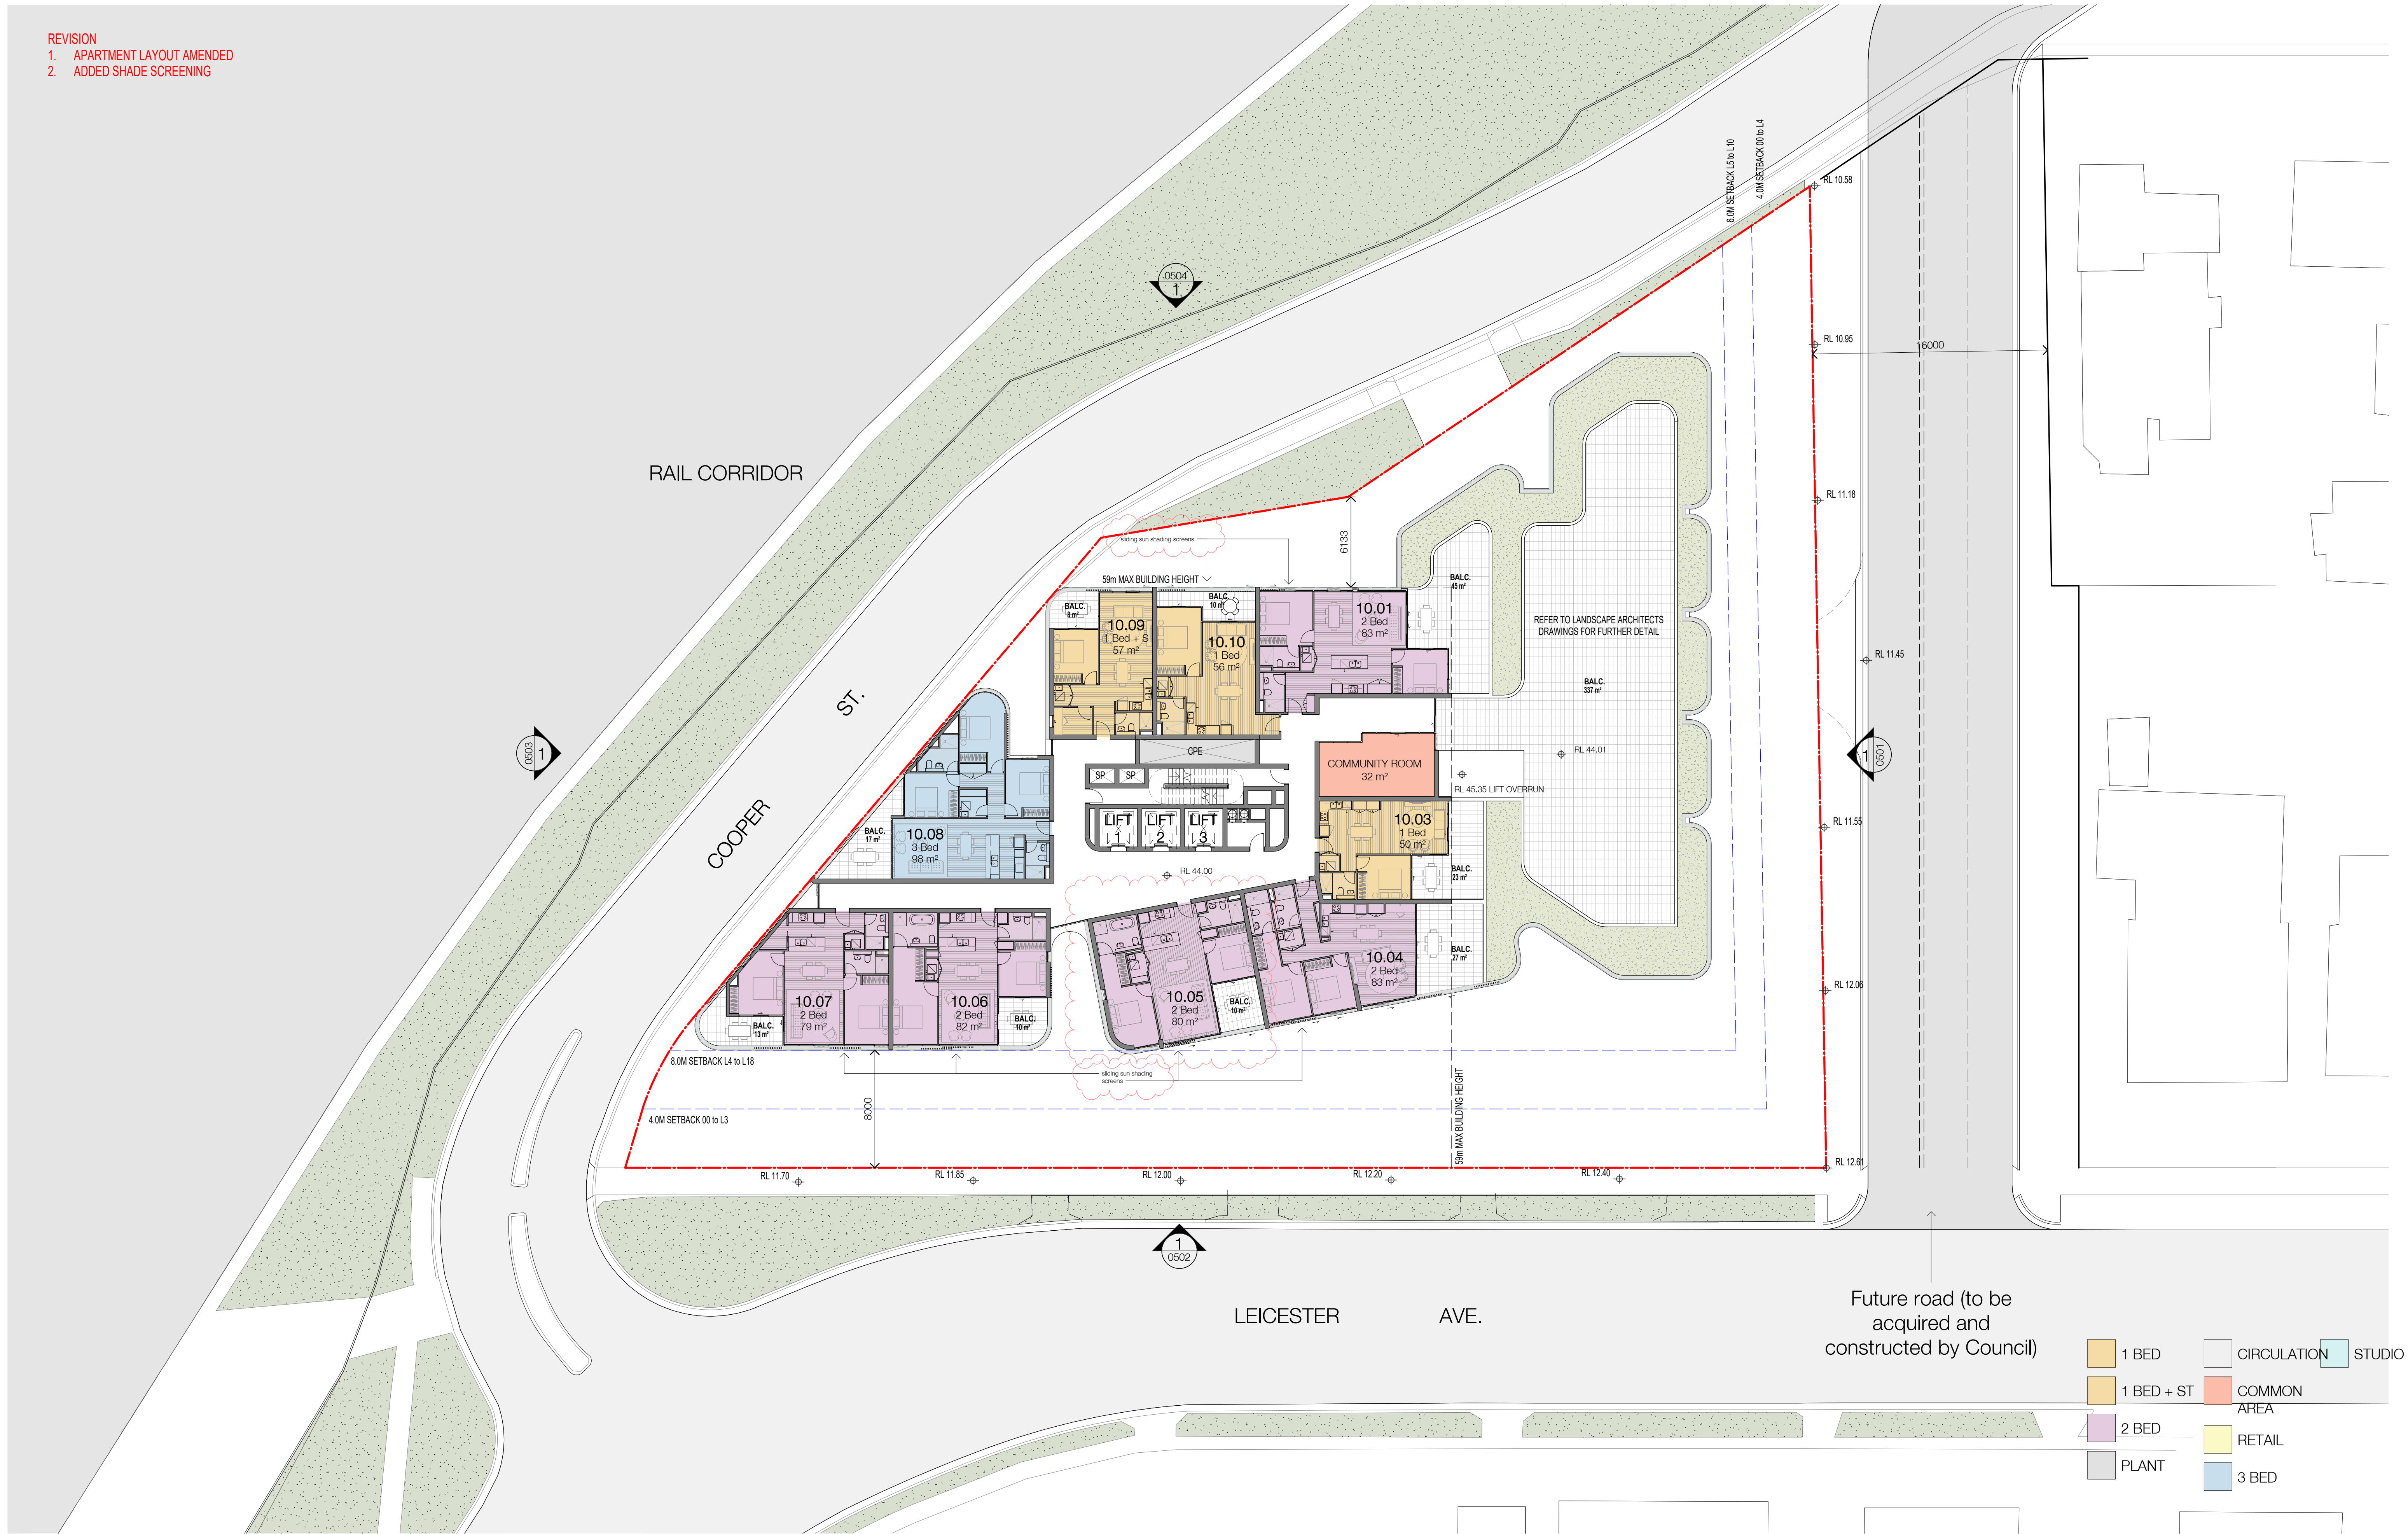 REVISION
1. APARTMENT LAYOUT AMENDED
2. ADDED SHADE SCREENING
6.0M SETBACK L5 to L10
4.0M SETBACK 00 to L4
RL 10.58
0504
1
RL 10.95
16000
RAIL CORRIDOR
RL 11.18
sliding sun shading screens
6133
59m MAX BUILDING HEIGHT
BALC.
8 m²
10.09
1 Bed + S
57 m²
BALC.
10 m²
10.10
1 Bed
56 m²
10.01
2 Bed
83 m²
BALC.
45 m²
REFER TO LANDSCAPE ARCHITECTS
DRAWINGS FOR FURTHER DETAIL
RL 11.45
BALC.
337 m²
COOPER
ST.
0503
1
CPE
SP
SP
COMMUNITY ROOM
32 m²
RL 44.01
RL 45.35 LIFT OVERRUN
1
0501
LIFT
1
LIFT
2
LIFT
3
10.03
1 Bed
50 m²
RL 11.55
BALC.
17 m²
10.08
3 Bed
98 m²
RL 44.00
BALC.
23 m²
BALC.
27 m²
10.04
2 Bed
83 m²
RL 12.06
10.07
2 Bed
79 m²
BALC.
13 m²
10.06
2 Bed
82 m²
BALC.
10 m²
10.05
2 Bed
80 m²
BALC.
10 m²
8.0M SETBACK L4 to L18
sliding sun shading
screens
8000
59m MAX BUILDING HEIGHT
4.0M SETBACK 00 to L3
RL 11.70
RL 11.85
RL 12.00
RL 12.20
RL 12.40
RL 12.61
1
0502
LEICESTER AVE.
Future road (to be
acquired and
constructed by Council)
1 BED
CIRCULATION
STUDIO
1 BED + ST
COMMON
AREA
2 BED
RETAIL
PLANT
3 BED